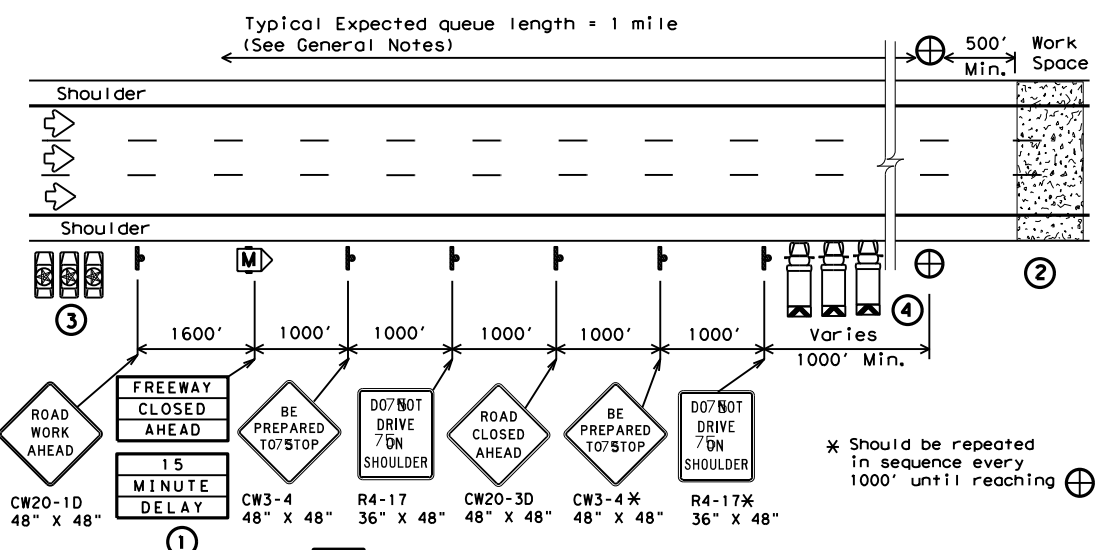 Typical Expected queue length = 1 mile
(See General Notes)
500' Work
Min. Space
Shoulder
Shoulder
M
3
4
2
1600' 1000' 1000' 1000' 1000' 1000' Varies
1000' Min.
ROAD
WORK
AHEAD
CW20-1D
48" X 48"
FREEWAY
CLOSED
AHEAD
15
MINUTE
DELAY
1
BE
PREPARED
TO STOP
CW3-4
48" X 48"
DO NOT
DRIVE
ON
SHOULDER
R4-17
36" X 48"
ROAD
CLOSED
AHEAD
CW20-3D
48" X 48"
BE
PREPARED
TO STOP
CW3-4*
48" X 48"
DO NOT
DRIVE
ON
SHOULDER
R4-17*
36" X 48"
* Should be repeated
in sequence every
1000' until reaching